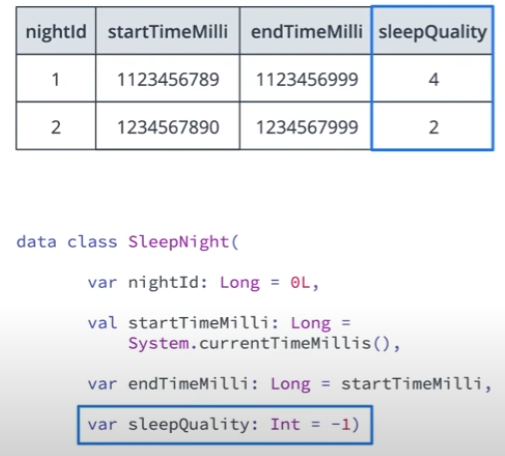 nightId startTimeMilli endTimeMilli sleepQuality
1 1123456789 1123456999 4
2 1234567890 1234567999 2
data class SleepNight(
var nightId: Long = 0L,
val startTimeMilli: Long =
System.currentTimeMillis(),
var endTimeMilli: Long = startTimeMilli,
var sleepQuality: Int = -1)